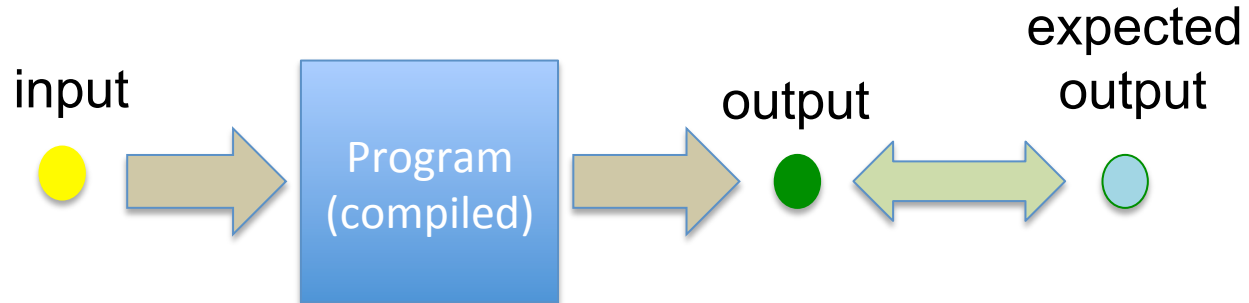 input
Program
(compiled)
output
expected
output